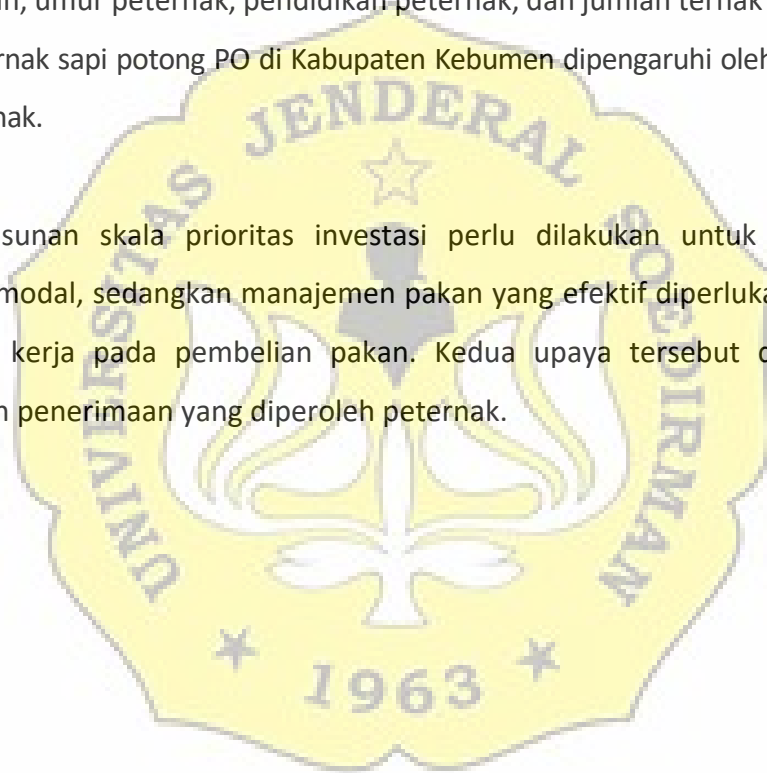 an, umur peternak, pendidikan peternak, dan jumlah ternak
rnak sapi potong PO di Kabupaten Kebumen dipengaruhi oleh
nak.
sunan skala prioritas investasi perlu dilakukan untuk
modal, sedangkan manajemen pakan yang efektif diperluka
kerja pada pembelian pakan. Kedua upaya tersebut d
n penerimaan yang diperoleh peternak.
UNIVERSITAS JENDERAL SOEDIRMAN
1963